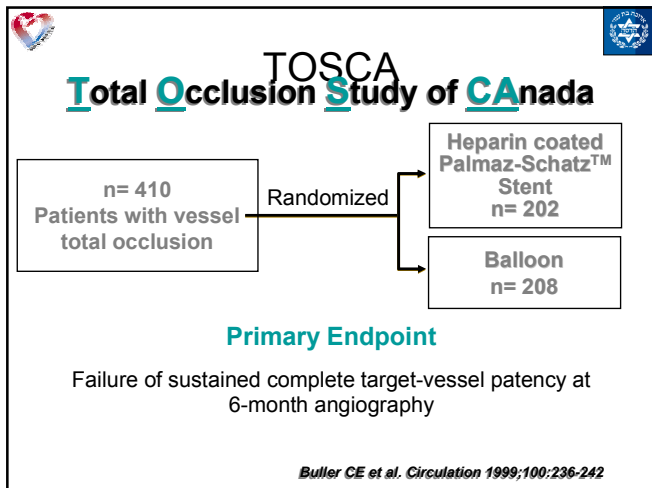 TOSCA
Total Occlusion Study of CAnada
n= 410
Patients with vessel
total occlusion
Randomized
Heparin coated
Palmaz-Schatz™
Stent
n= 202
Balloon
n= 208
Primary Endpoint
Failure of sustained complete target-vessel patency at
6-month angiography
Buller CE et al. Circulation 1999;100:236-242